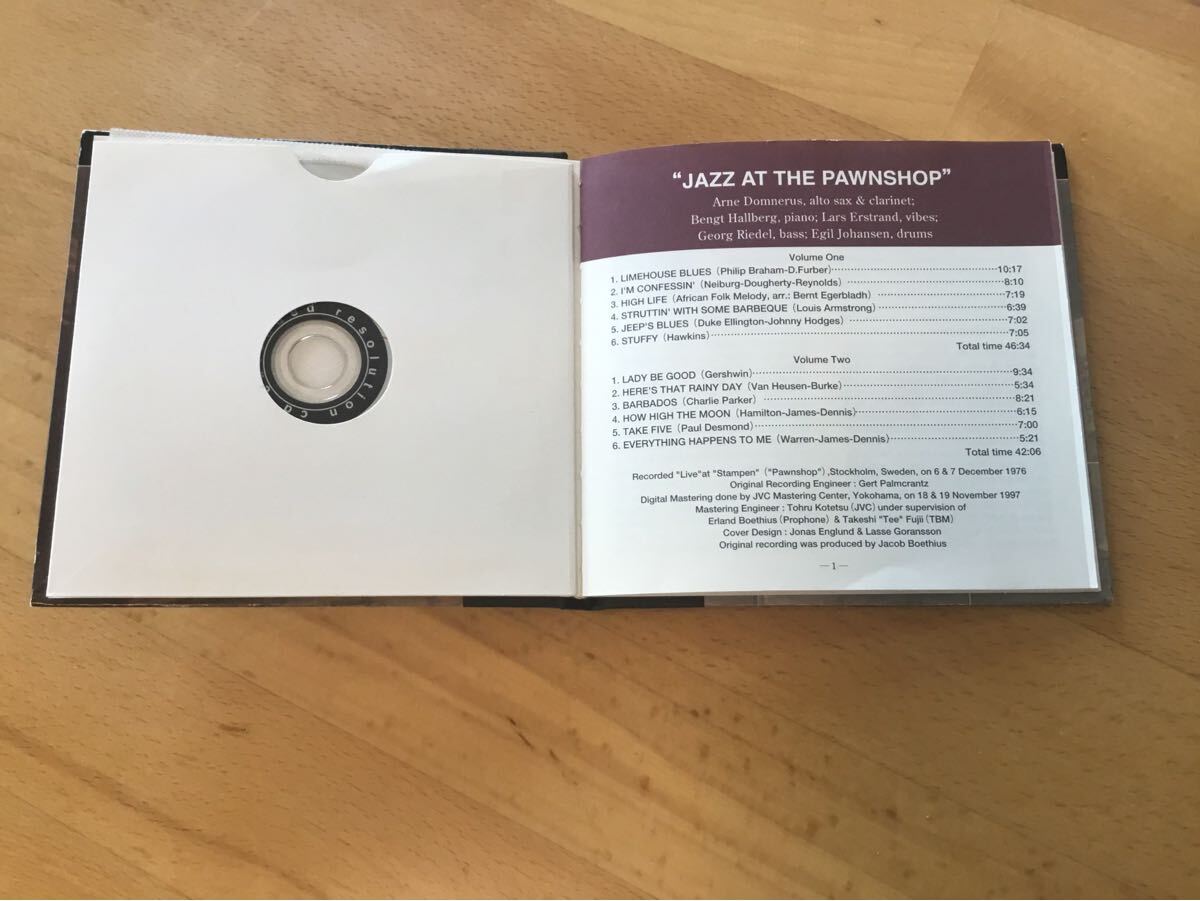 d resolution cd
"JAZZ AT THE PAWNSHOP"
Arne Domnerus, alto sax & clarinet;
Bengt Hallberg, piano; Lars Erstrand, vibes;
Georg Riedel, bass; Egil Johansen, drums
Volume One
1. LIMEHOUSE BLUES (Philip Braham-D.Furber)⋯⋯⋯10:17
2. I'M CONFESSIN' (Neiburg-Dougherty-Reynolds)⋯⋯⋯8:10
3. HIGH LIFE (African Folk Melody, arr.: Bernt Egerbladh)⋯⋯⋯7:19
4. STRUTTIN' WITH SOME BARBEQUE (Louis Armstrong)⋯⋯⋯6:39
5. JEEP'S BLUES (Duke Ellington-Johnny Hodges)⋯⋯⋯7:02
6. STUFFY (Hawkins)⋯⋯⋯7:05
Total time 46:34
Volume Two
1. LADY BE GOOD (Gershwin)⋯⋯⋯9:34
2. HERE'S THAT RAINY DAY (Van Heusen-Burke)⋯⋯⋯5:34
3. BARBADOS (Charlie Parker)⋯⋯⋯8:21
4. HOW HIGH THE MOON (Hamilton-James-Dennis)⋯⋯⋯6:15
5. TAKE FIVE (Paul Desmond)⋯⋯⋯7:00
6. EVERYTHING HAPPENS TO ME (Warren-James-Dennis)⋯⋯⋯5:21
Total time 42:06
Recorded "Live"at "Stampen" ("Pawnshop") ,Stockholm, Sweden, on 6 & 7 December 1976
Original Recording Engineer : Gert Palmcrantz
Digital Mastering done by JVC Mastering Center, Yokohama, on 18 & 19 November 1997
Mastering Engineer : Tohru Kotetsu (JVC) under supervision of
Erland Boethius (Prophone) & Takeshi "Tee" Fujii (TBM)
Cover Design : Jonas Englund & Lasse Goransson
Original recording was produced by Jacob Boethius
—1—